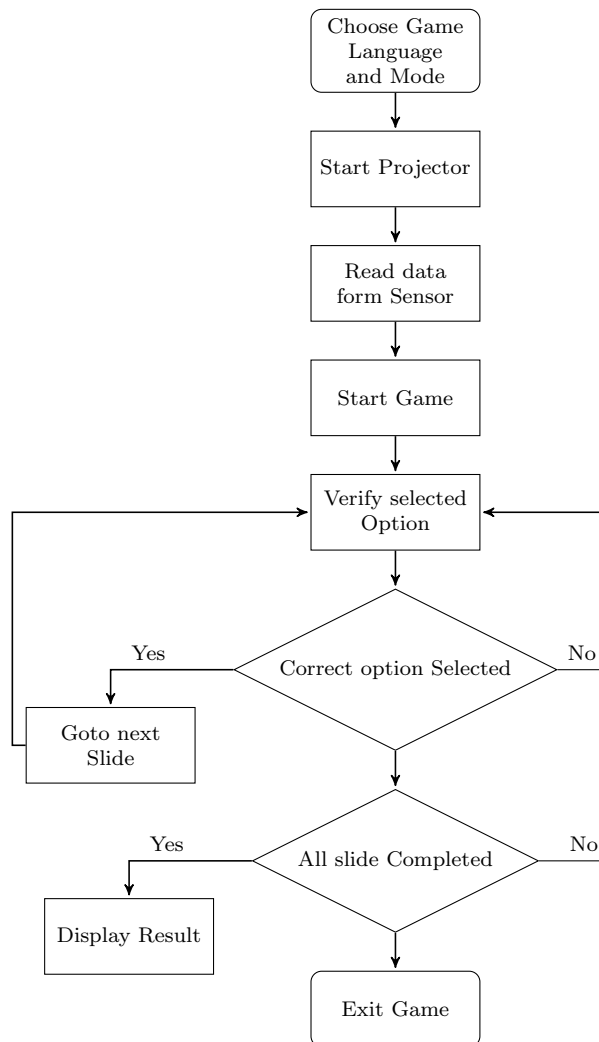 Choose Game
Language
and Mode
Start Projector
Read data
form Sensor
Start Game
Verify selected
Option
Yes
Correct option Selected
No
Goto next
Slide
Yes
All slide Completed
No
Display Result
Exit Game